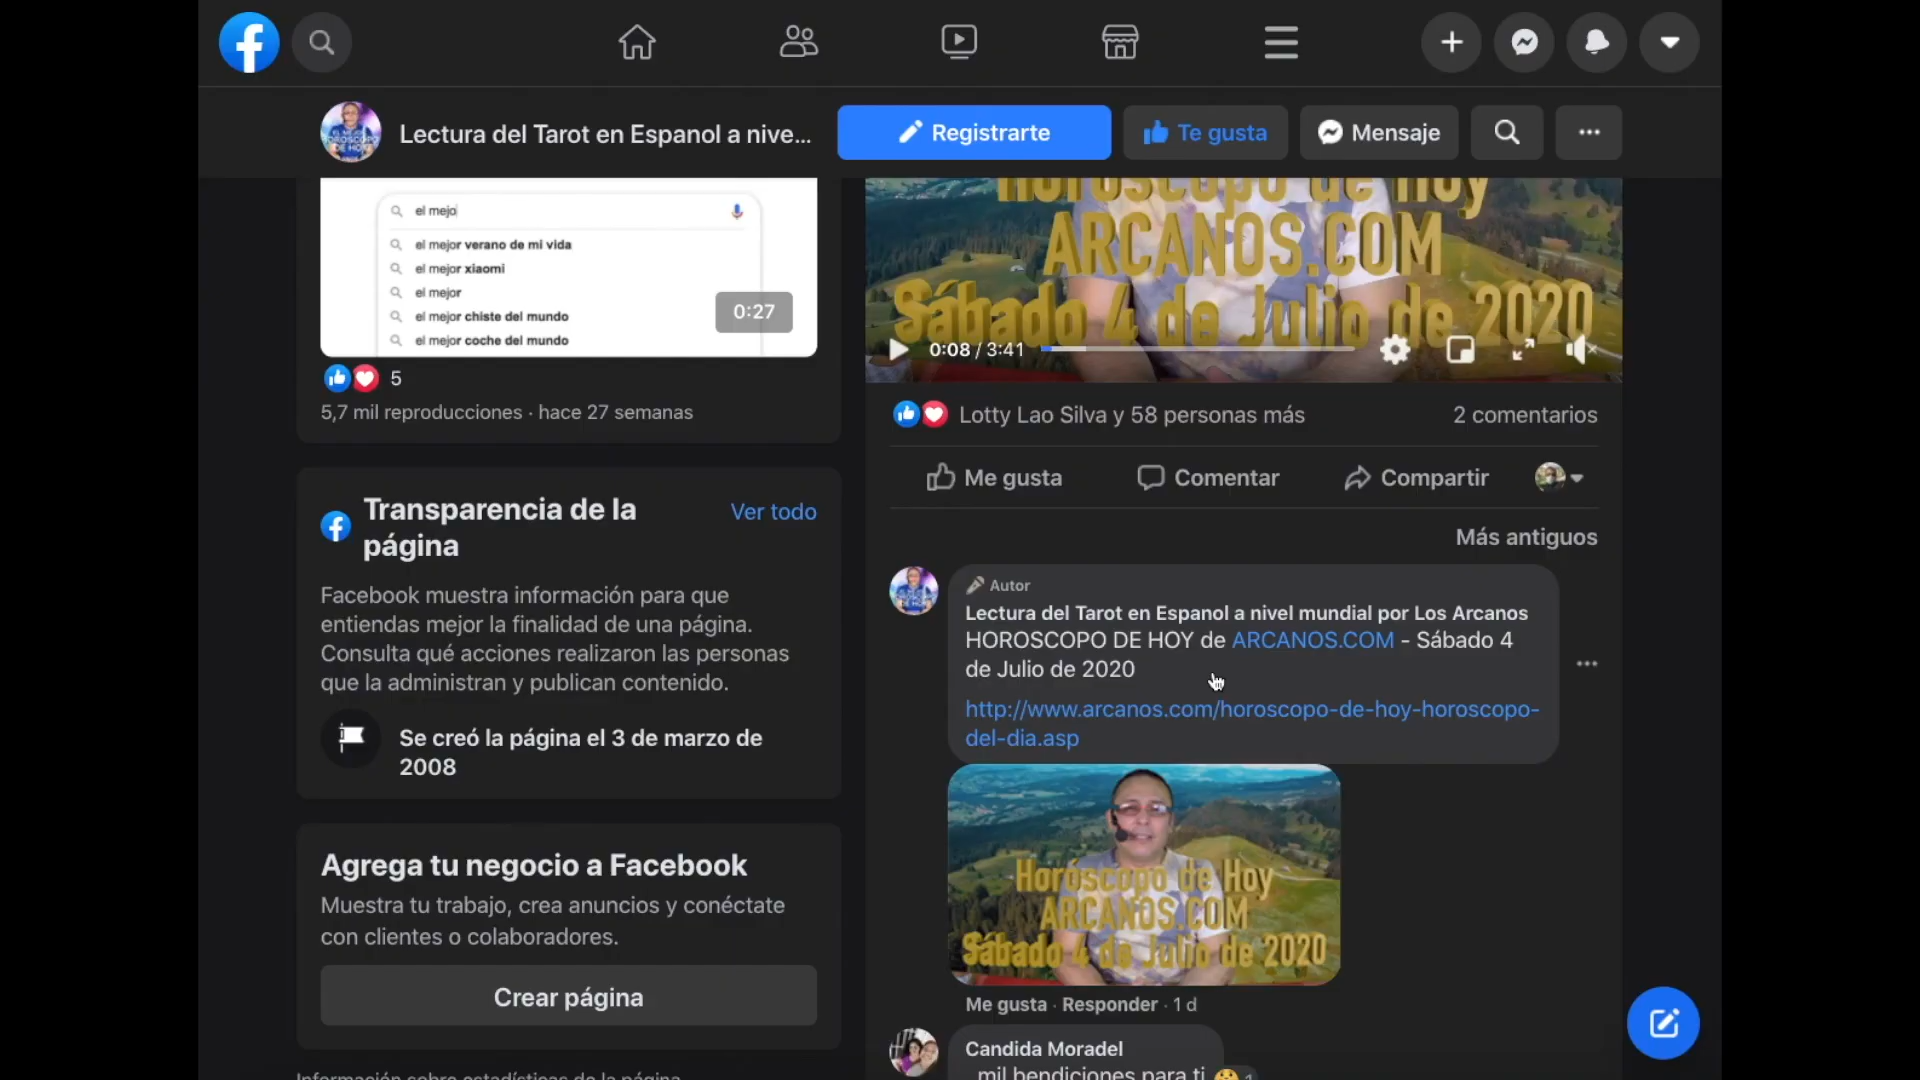 Lectura del Tarot en Espanol a nive...
Registrarte
Te gusta
Mensaje
el mejo
el mejor verano de mi vida
el mejor xiaomi
el mejor
el mejor chiste del mundo
el mejor coche del mundo
0:27
5
5,7 mil reproducciones · hace 27 semanas
Transparencia de la
página
Ver todo
Facebook muestra información para que
entiendas mejor la finalidad de una página.
Consulta qué acciones realizaron las personas
que la administran y publican contenido.
Se creó la página el 3 de marzo de
2008
Agrega tu negocio a Facebook
Muestra tu trabajo, crea anuncios y conéctate
con clientes o colaboradores.
Crear página
Información sobre estadísticas de la página
Horóscopo de Hoy
ARCANOS.COM
Sábado 4 de Julio de 2020
0:08 / 3:41
Lotty Lao Silva y 58 personas más
2 comentarios
Me gusta
Comentar
Compartir
Más antiguos
Autor
Lectura del Tarot en Espanol a nivel mundial por Los Arcanos
HOROSCOPO DE HOY de ARCANOS.COM - Sábado 4
de Julio de 2020
http://www.arcanos.com/horoscopo-de-hoy-horoscopo-
del-dia.asp
Horóscopo de Hoy
ARCANOS.COM
Sábado 4 de Julio de 2020
Me gusta · Responder · 1 d
Candida Moradel
mil bendiciones para ti
1